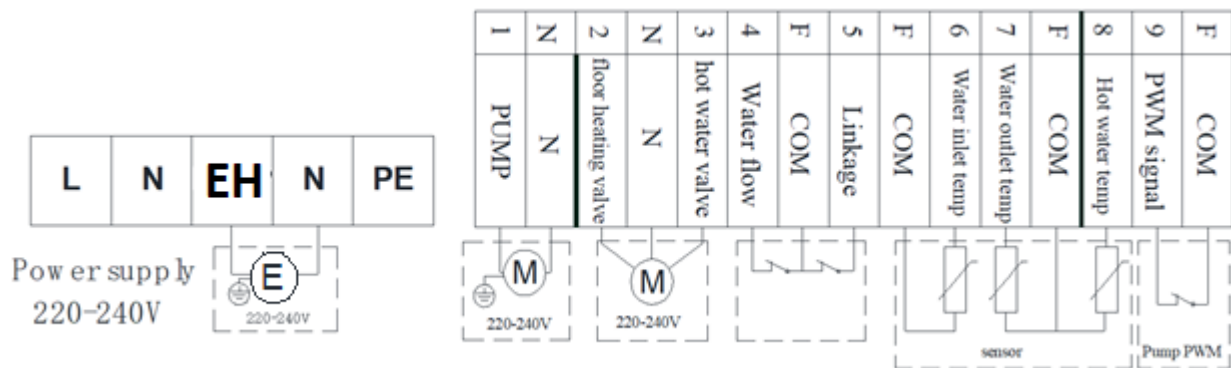 L N EH N PE
E
220-240V
Power supply
220-240V
1 N 2 N 3 4 F 5 F 6 7 F 8 9 F
PUMP
N
floor heating valve
N
hot water valve
Water flow
COM
Linkage
COM
Water inlet temp
Water outlet temp
COM
Hot water temp
PWM signal
COM
M
220-240V
M
220-240V
sensor
Pump PWM